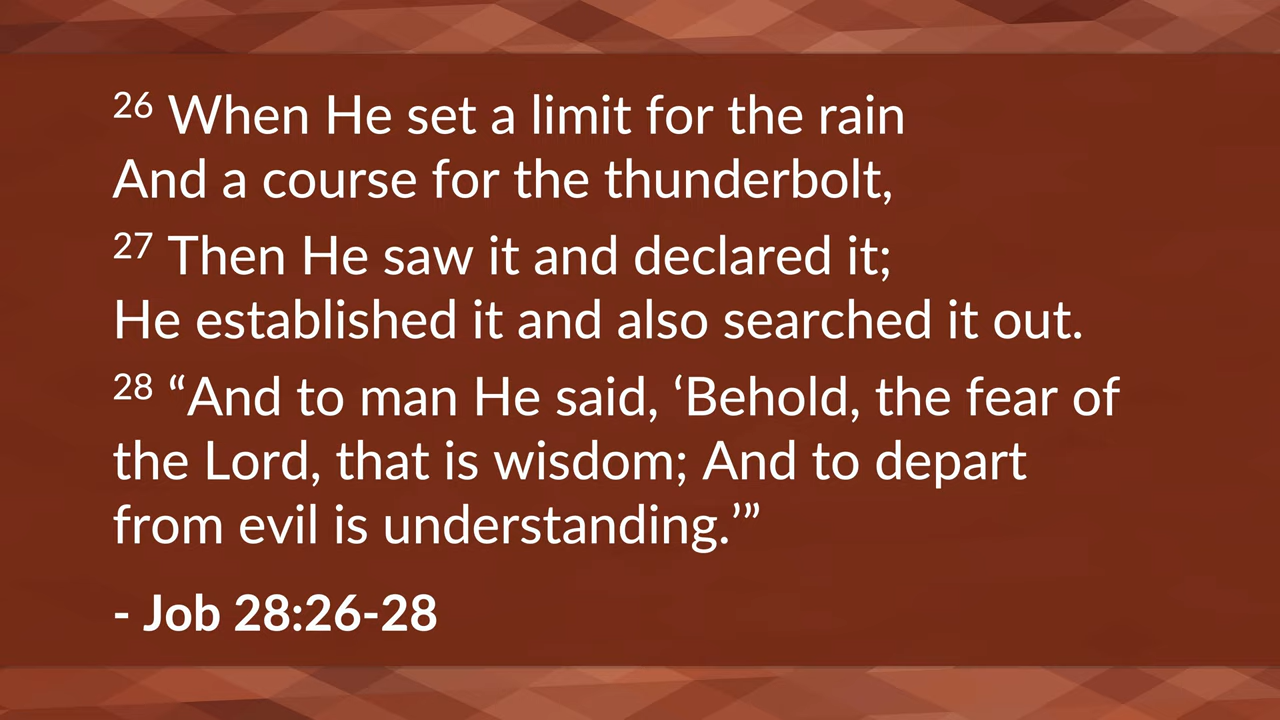 26 When He set a limit for the rain
And a course for the thunderbolt,
27 Then He saw it and declared it;
He established it and also searched it out.
28 “And to man He said, ‘Behold, the fear of
the Lord, that is wisdom; And to depart
from evil is understanding.’”
- Job 28:26-28